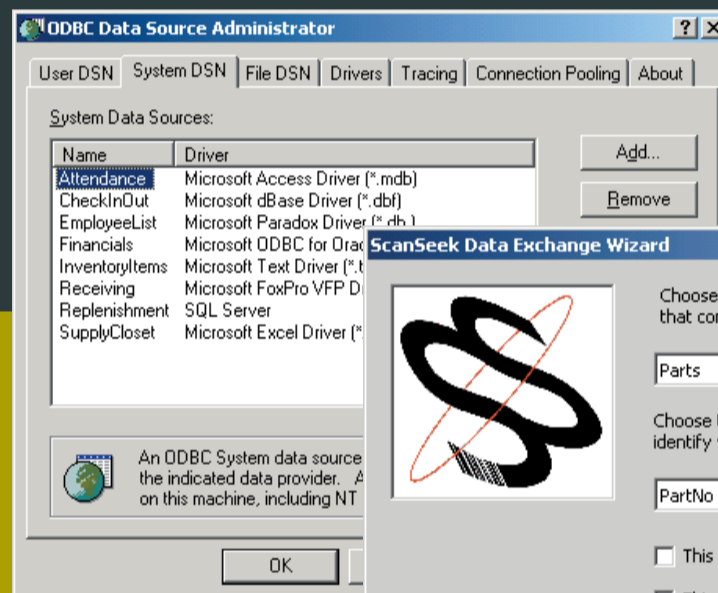 ODBC Data Source Administrator
User DSN System DSN File DSN Drivers Tracing Connection Pooling About
System Data Sources:
Name Driver
Attendance Microsoft Access Driver (*.mdb)
CheckInOut Microsoft dBase Driver (*.dbf)
EmployeeList Microsoft Paradox Driver (*.db )
Financials Microsoft ODBC for Orac
InventoryItems Microsoft Text Driver (*.t
Receiving Microsoft FoxPro VFP D
Replenishment SQL Server
SupplyCloset Microsoft Excel Driver (*.
Add...
Remove
An ODBC System data source
the indicated data provider. A
on this machine, including NT
OK
ScanSeek Data Exchange Wizard
Choose
that con
Parts
Choose
identify
PartNo
This